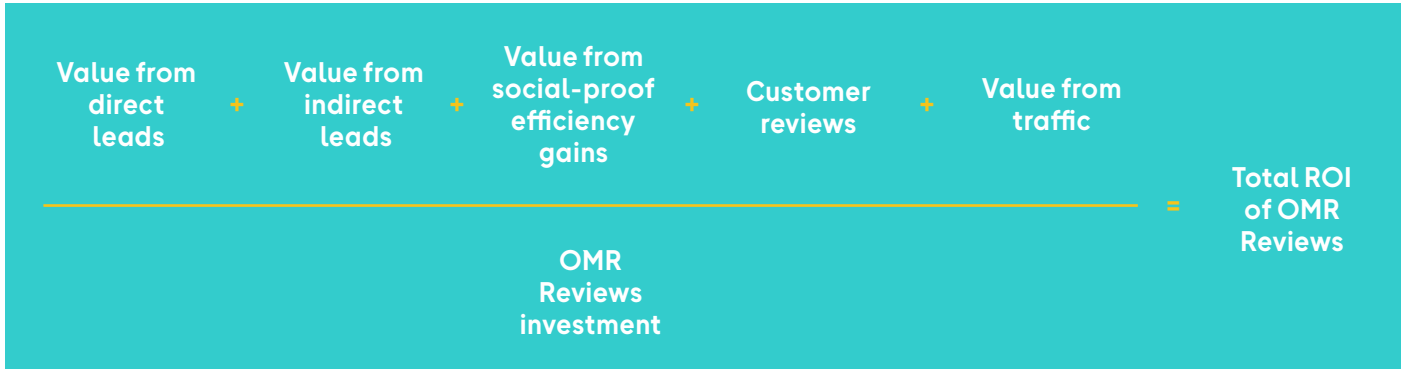 Value from
direct
leads
+
Value from
indirect
leads
+
Value from
social-proof
efficiency
gains
+
Customer
reviews
+
Value from
traffic
OMR
Reviews
investment
=
Total ROI
of OMR
Reviews